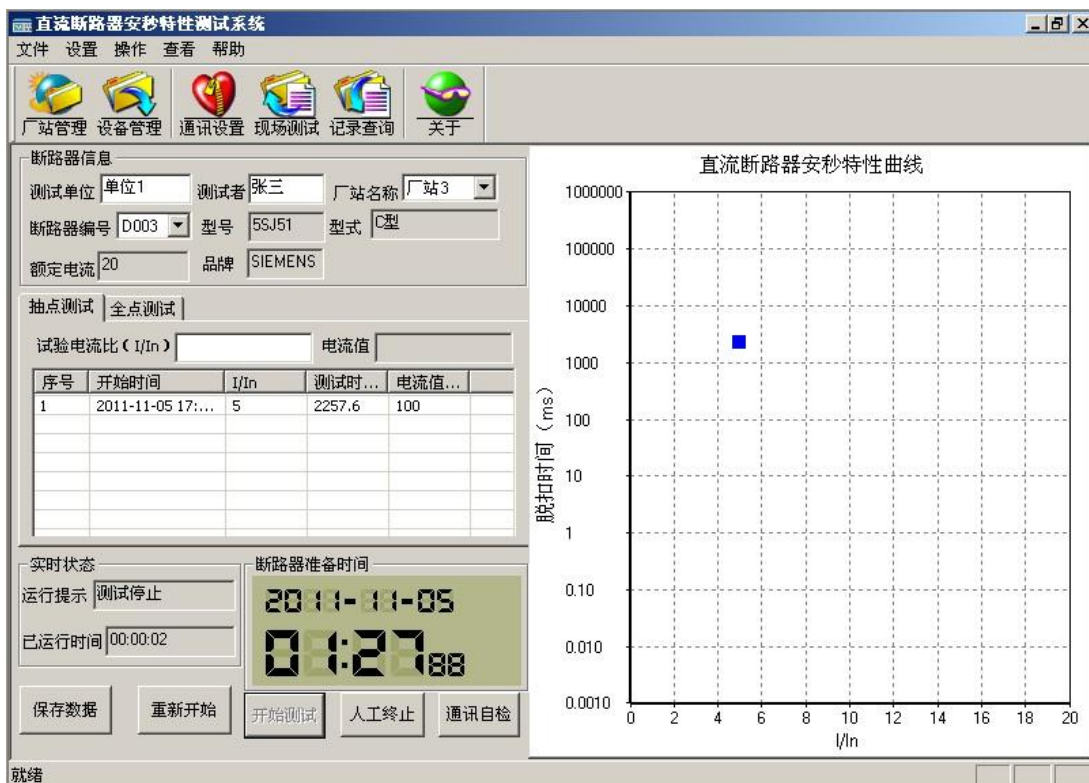 直流断路器安秒特性测试系统
文件 设置 操作 查看 帮助
厂站管理 设备管理 通讯设置 现场测试 记录查询 关于
断路器信息
测试单位 单位1 测试者 张三 厂站名称 厂站3
断路器编号 D003 型号 5SJ51 型式 C型
额定电流 20 品牌 SIEMENS
抽点测试 全点测试
试验电流比(I/In) 电流值
序号 开始时间 I/In 测试时... 电流值...
1 2011-11-05 17:... 5 2257.6 100
实时状态
运行提示 测试停止
已运行时间 00:00:02
断路器准备时间
2011-11-05
01:27 88
保存数据 重新开始 开始测试 人工终止 通讯自检
就绪
直流断路器安秒特性曲线
脱扣时间(ms)
1000000
100000
10000
1000
100
10
1
0.10
0.010
0.0010
0 2 4 6 8 10 12 14 16 18 20
I/In